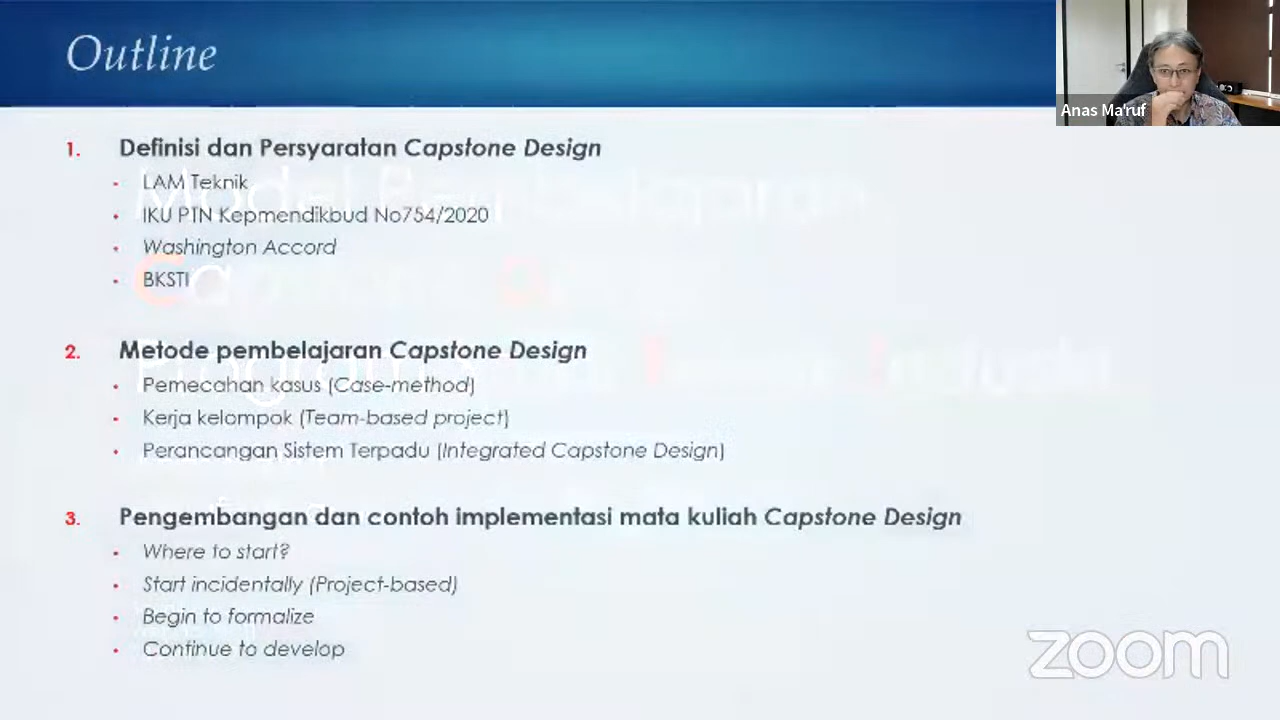 Outline
Anas Ma'ruf
1. Definisi dan Persyaratan Capstone Design
• LAM Teknik
• IKU PTN Kepmendikbud No754/2020
• Washington Accord
• BKSTI
2. Metode pembelajaran Capstone Design
• Pemecahan kasus (Case-method)
• Kerja kelompok (Team-based project)
• Perancangan Sistem Terpadu (Integrated Capstone Design)
3. Pengembangan dan contoh implementasi mata kuliah Capstone Design
• Where to start?
• Start incidentally (Project-based)
• Begin to formalize
• Continue to develop
zoom